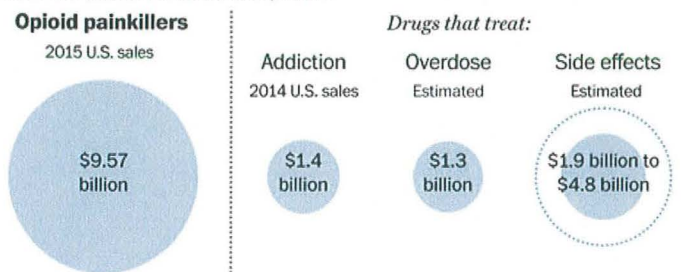 Opioid painkillers
2015 U.S. sales
$9.57
billion
Drugs that treat:
Addiction
2014 U.S. sales
$1.4
billion
Overdose
Estimated
$1.3
billion
Side effects
Estimated
$1.9 billion to
$4.8 billion